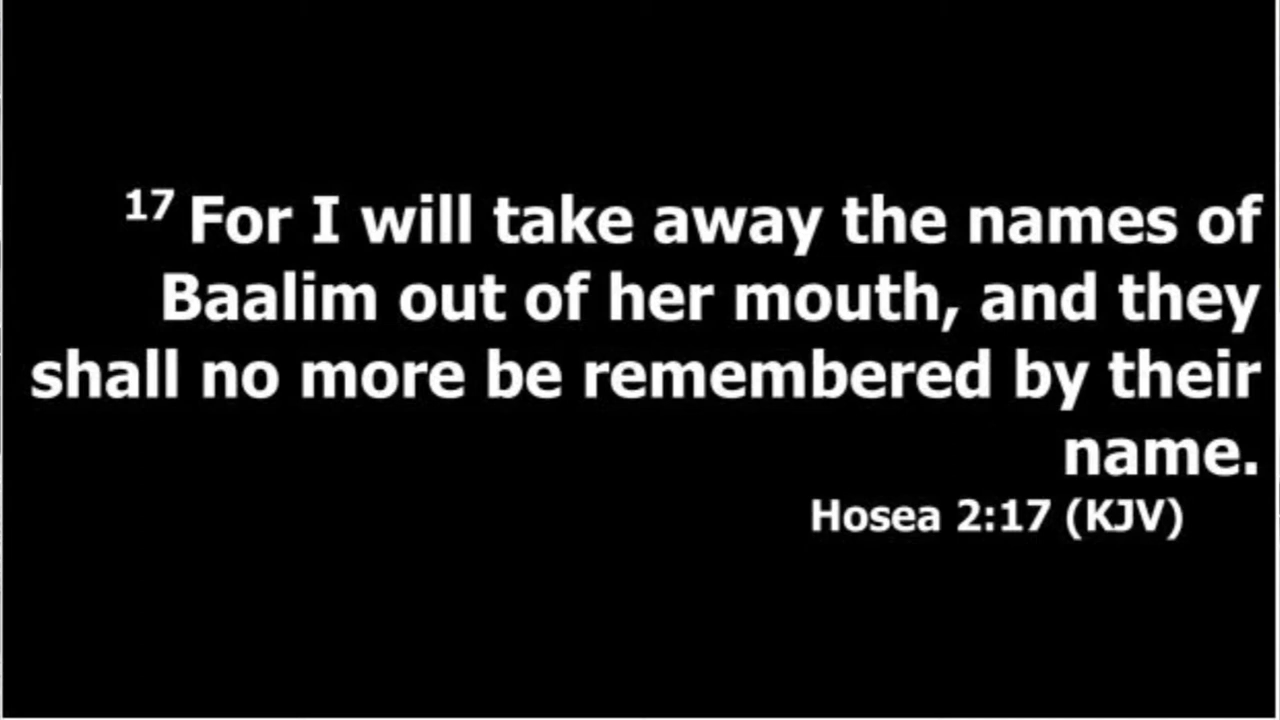 17 For I will take away the names of
Baalim out of her mouth, and they
shall no more be remembered by their
name.
Hosea 2:17 (KJV)